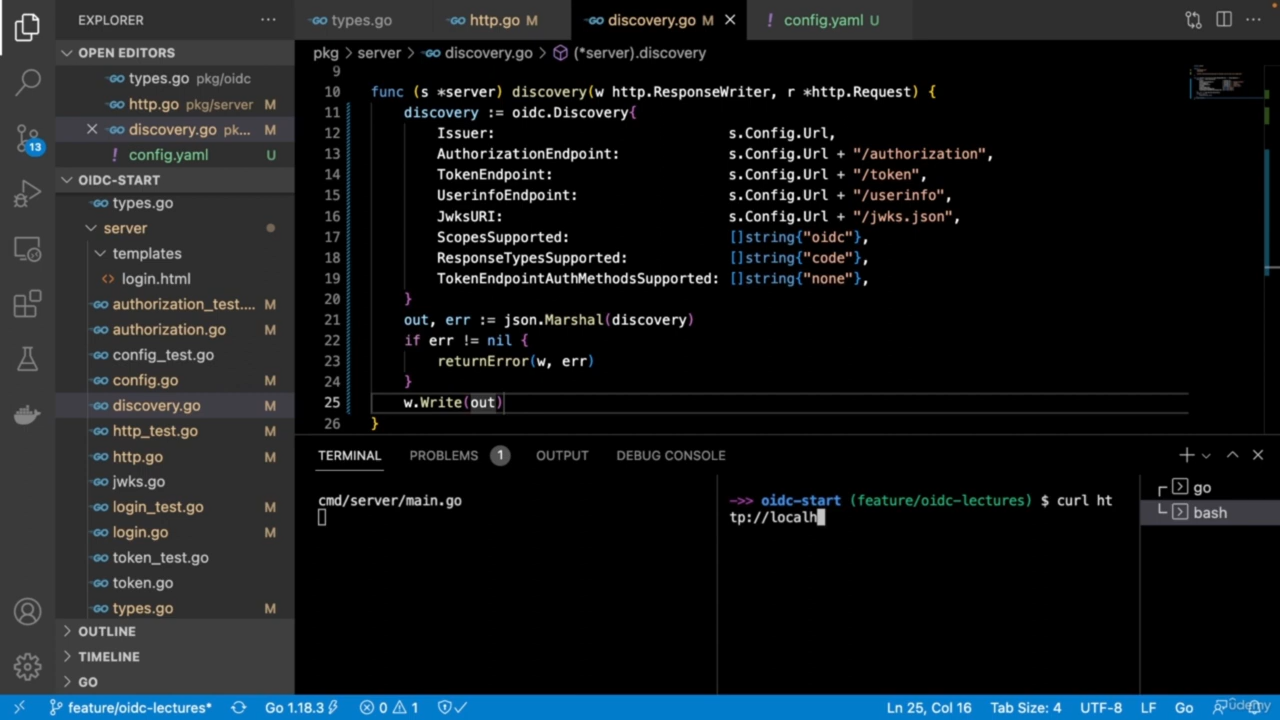 EXPLORER
types.go
http.go M
discovery.go M
! config.yaml U
OPEN EDITORS
pkg > server > discovery.go > (*server).discovery
types.go pkg/oidc
http.go pkg/server M
discovery.go pk... M
! config.yaml U
13
OIDC-START
types.go
server
templates
<> login.html
authorization_test.... M
authorization.go M
config_test.go
config.go M
discovery.go M
http_test.go M
http.go M
jwks.go
login_test.go M
login.go M
token_test.go
token.go
types.go M
OUTLINE
TIMELINE
GO
9
10 func (s *server) discovery(w http.ResponseWriter, r *http.Request) {
11 discovery := oidc.Discovery{
12 Issuer: s.Config.Url,
13 AuthorizationEndpoint: s.Config.Url + "/authorization",
14 TokenEndpoint: s.Config.Url + "/token",
15 UserinfoEndpoint: s.Config.Url + "/userinfo",
16 JwksURI: s.Config.Url + "/jwks.json",
17 ScopesSupported: []string{"oidc"},
18 ResponseTypesSupported: []string{"code"},
19 TokenEndpointAuthMethodsSupported: []string{"none"},
20 }
21 out, err := json.Marshal(discovery)
22 if err != nil {
23 returnError(w, err)
24 }
25 w.Write(out)
26 }
TERMINAL PROBLEMS 1 OUTPUT DEBUG CONSOLE
cmd/server/main.go
->> oidc-start (feature/oidc-lectures) $ curl ht
tp://localh
go
bash
feature/oidc-lectures* Go 1.18.3 0 1 Ln 25, Col 16 Tab Size: 4 UTF-8 LF Go
Udemy